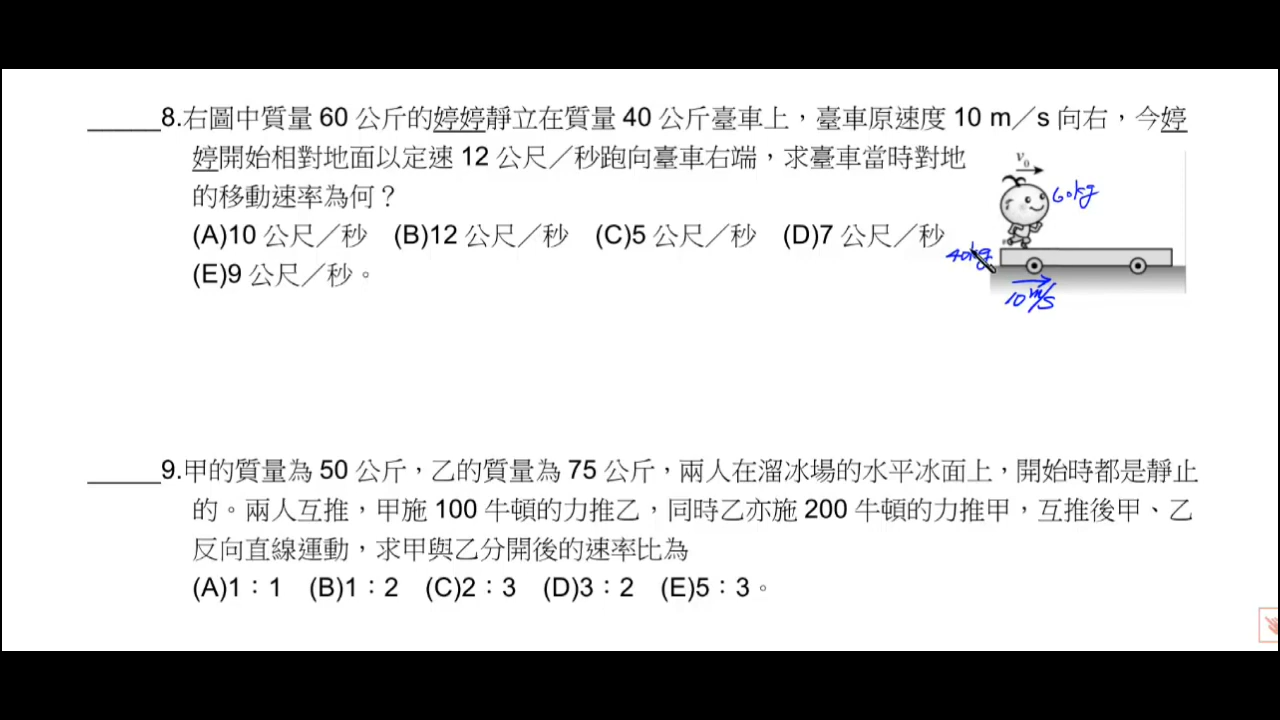 _____8.右圖中質量 60 公斤的婷婷靜立在質量 40 公斤臺車上，臺車原速度 10 m／s 向右，今婷
婷開始相對地面以定速 12 公尺／秒跑向臺車右端，求臺車當時對地
的移動速率為何？
(A)10 公尺／秒 (B)12 公尺／秒 (C)5 公尺／秒 (D)7 公尺／秒
(E)9 公尺／秒。
v₀
60kg
40kg
10 m/s
_____9.甲的質量為 50 公斤，乙的質量為 75 公斤，兩人在溜冰場的水平冰面上，開始時都是靜止
的。兩人互推，甲施 100 牛頓的力推乙，同時乙亦施 200 牛頓的力推甲，互推後甲、乙
反向直線運動，求甲與乙分開後的速率比為
(A)1：1 (B)1：2 (C)2：3 (D)3：2 (E)5：3。